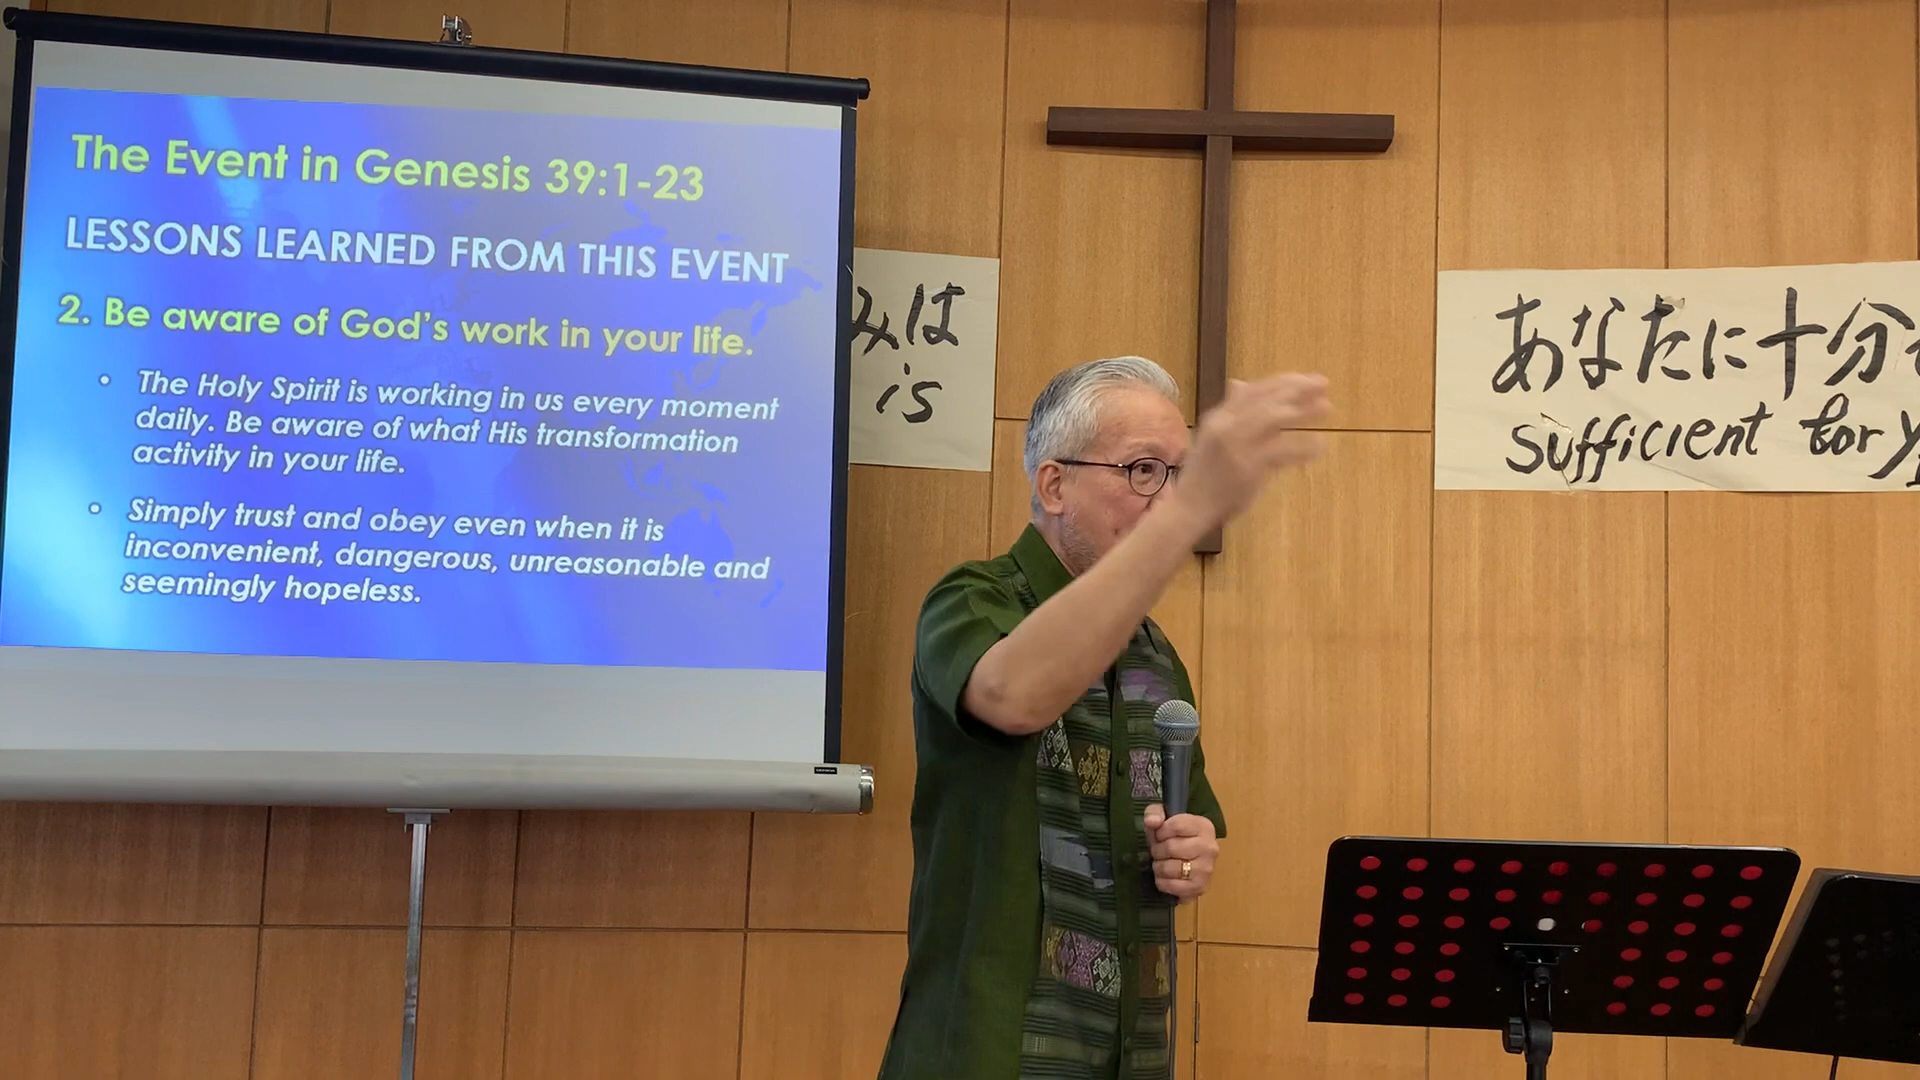 The Event in Genesis 39:1-23
LESSONS LEARNED FROM THIS EVENT
2. Be aware of God's work in your life.
• The Holy Spirit is working in us every moment
daily. Be aware of what His transformation
activity in your life.
• Simply trust and obey even when it is
inconvenient, dangerous, unreasonable and
seemingly hopeless.
みは
is
あなたに十分
sufficient for